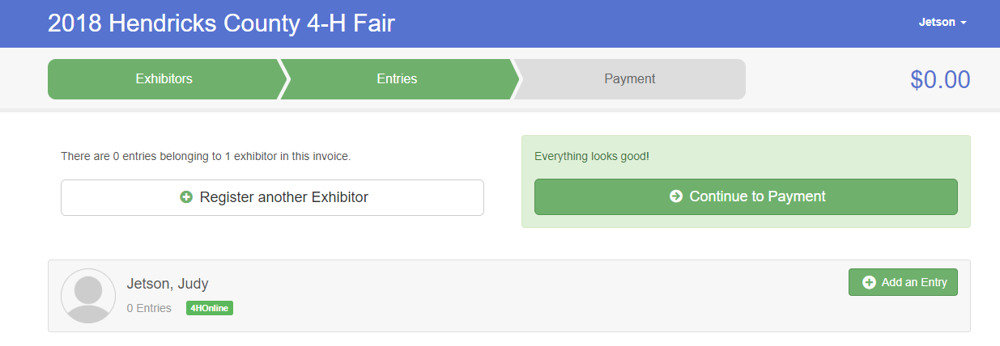 2018 Hendricks County 4-H Fair
Jetson
Exhibitors
Entries
Payment
$0.00
There are 0 entries belonging to 1 exhibitor in this invoice.
Register another Exhibitor
Everything looks good!
Continue to Payment
Jetson, Judy
0 Entries
4HOnline
Add an Entry